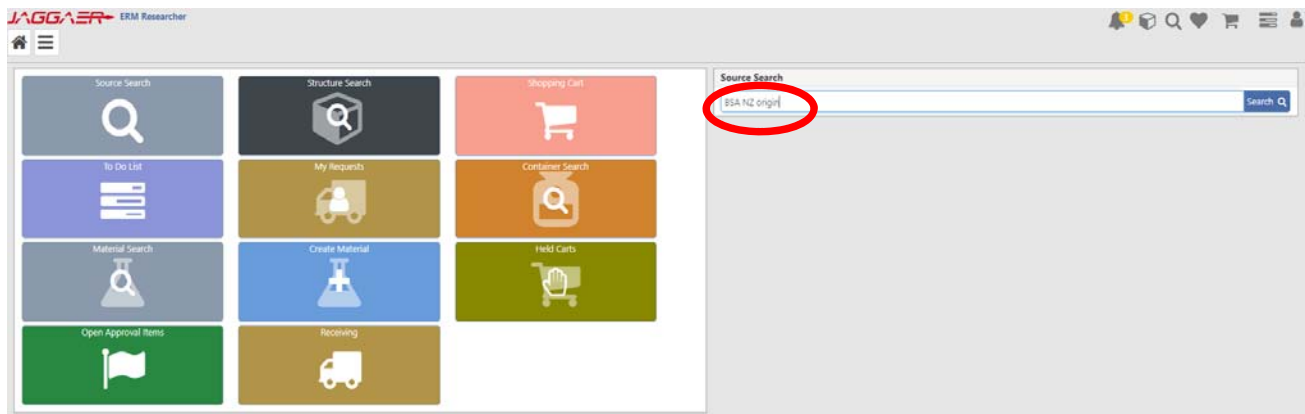 JAGGAER ERM Researcher
1
Source Search
Structure Search
Shopping Cart
Source Search
BSA NZ origin
Search
To Do List
My Requests
Container Search
Material Search
Create Material
Held Carts
Open Approval Items
Receiving